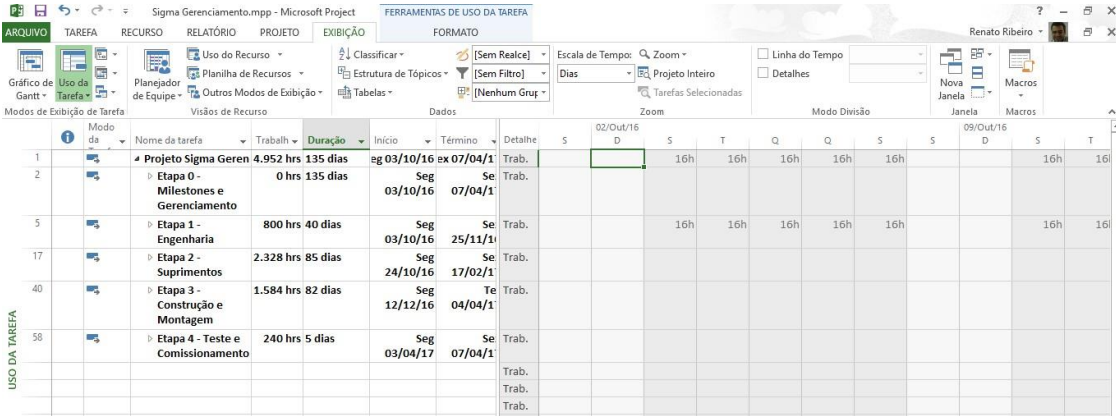 Sigma Gerenciamento.mpp - Microsoft Project
FERRAMENTAS DE USO DA TAREFA
?
ARQUIVO TAREFA RECURSO RELATÓRIO PROJETO EXIBIÇÃO FORMATO Renato Ribeiro
Gráfico de Gantt
Uso da Tarefa
Modos de Exibição de Tarefa
Planejador de Equipe
Uso do Recurso
Planilha de Recursos
Outros Modos de Exibição
Visões de Recurso
Classificar
Estrutura de Tópicos
Tabelas
[Sem Realce]
[Sem Filtro]
[Nenhum Gru
Dados
Escala de Tempo:
Dias
Zoom
Projeto Inteiro
Tarefas Selecionadas
Zoom
Linha do Tempo
Detalhes
Modo Divisão
Nova Janela
Janela
Macros
Macros
Modo da Nome da tarefa Trabalh Duração Início Término Detalhe
02/Out/16 09/Out/16
S D S T Q Q S S D S T
1 Projeto Sigma Geren 4.952 hrs 135 dias eg 03/10/16 ex 07/04/1 Trab. 16h 16h 16h 16h 16h 16h 16
2 Etapa 0 - 0 hrs 135 dias Seg Se Trab.
Milestones e 03/10/16 07/04/1
Gerenciamento
5 Etapa 1 - 800 hrs 40 dias Seg Se Trab. 16h 16h 16h 16h 16h 16h 16
Engenharia 03/10/16 25/11/1
17 Etapa 2 - 2.328 hrs 85 dias Seg Se Trab.
Suprimentos 24/10/16 17/02/1
40 Etapa 3 - 1.584 hrs 82 dias Seg Te Trab.
Construção e 12/12/16 04/04/1
Montagem
58 Etapa 4 - Teste e 240 hrs 5 dias Seg Se Trab.
Comissionamento 03/04/17 07/04/1
Trab.
Trab.
Trab.
USO DA TAREFA